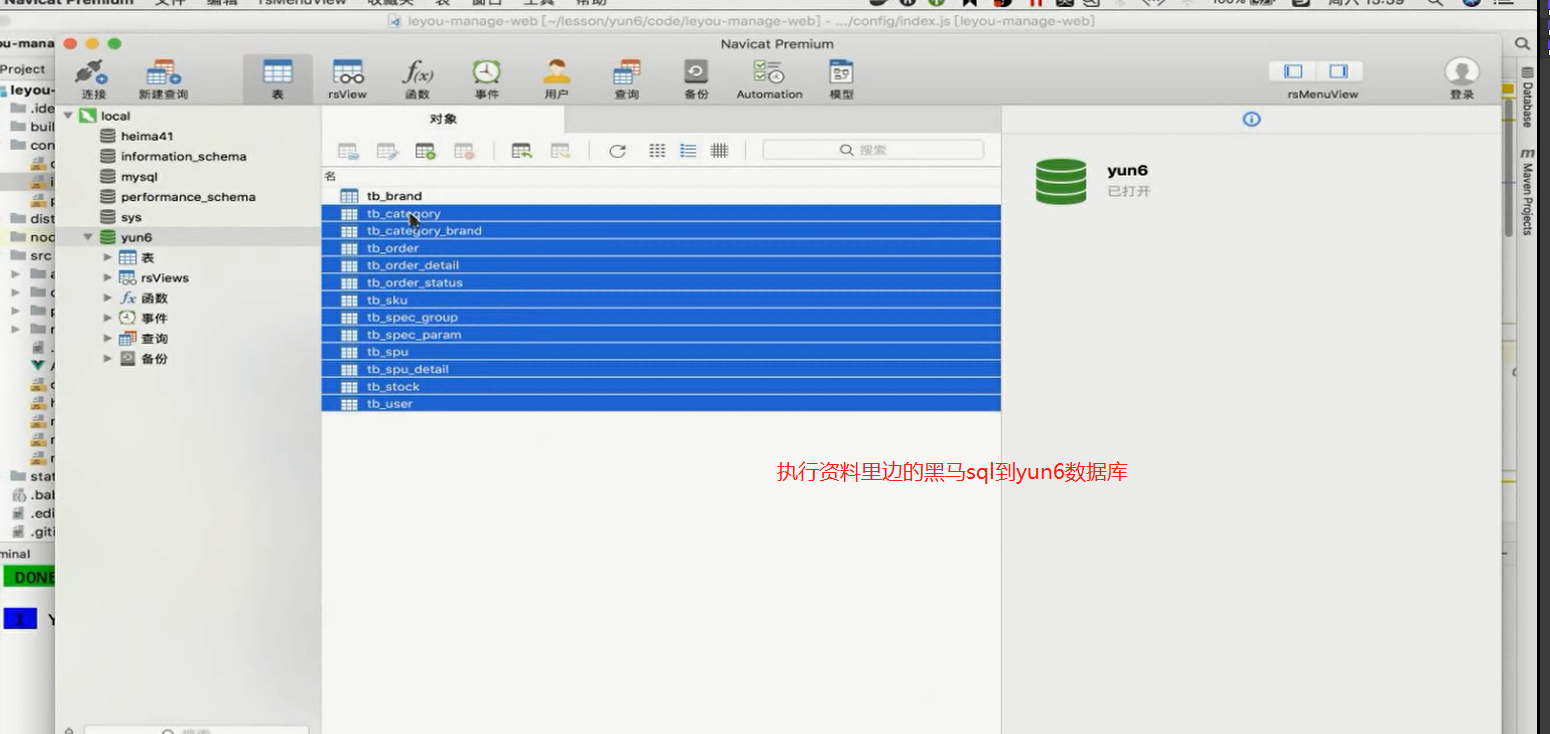 Navicat Premium
leyou-manage-web [~/lesson/yun6/code/leyou-manage-web] - .../config/index.js [leyou-manage-web]
Navicat Premium
连接
新建查询
表
rsView
函数
事件
用户
查询
备份
Automation
模型
rsMenuView
登录
Project
local
heima41
information_schema
mysql
performance_schema
sys
yun6
表
rsViews
函数
事件
查询
备份
对象
搜索
名
tb_brand
tb_category
tb_category_brand
tb_order
tb_order_detail
tb_order_status
tb_sku
tb_spec_group
tb_spec_param
tb_spu
tb_spu_detail
tb_stock
tb_user
yun6
已打开
执行资料里边的黑马sql到yun6数据库
Database
Maven Projects
DONE